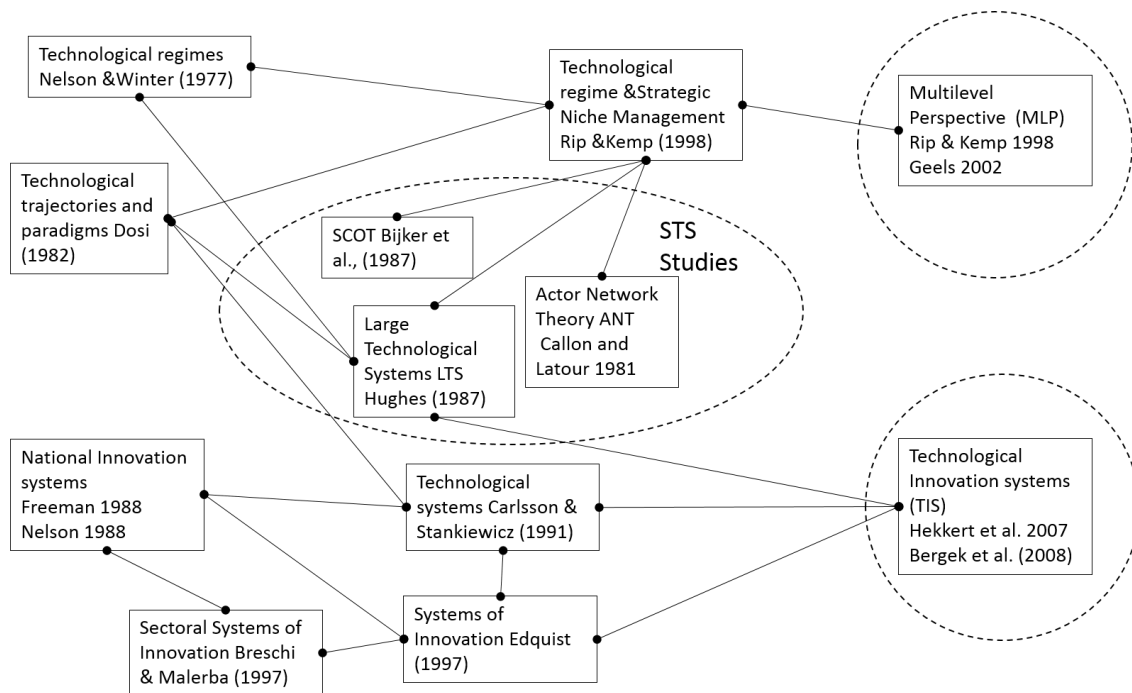 Technological regimes
Nelson &Winter (1977)
Technological
regime &Strategic
Niche Management
Rip &Kemp (1998)
Multilevel
Perspective  (MLP)
Rip & Kemp 1998
Geels 2002
Technological
trajectories and
paradigms Dosi
(1982)
SCOT Bijker et
al., (1987)
STS
Studies
Actor Network
Theory ANT
Callon and
Latour 1981
Large
Technological
Systems LTS
Hughes (1987)
National Innovation
systems
Freeman 1988
Nelson 1988
Technological
systems Carlsson &
Stankiewicz (1991)
Technological
Innovation systems
(TIS)
Hekkert et al. 2007
Bergek et al. (2008)
Sectoral Systems of
Innovation Breschi
& Malerba (1997)
Systems of
Innovation Edquist
(1997)